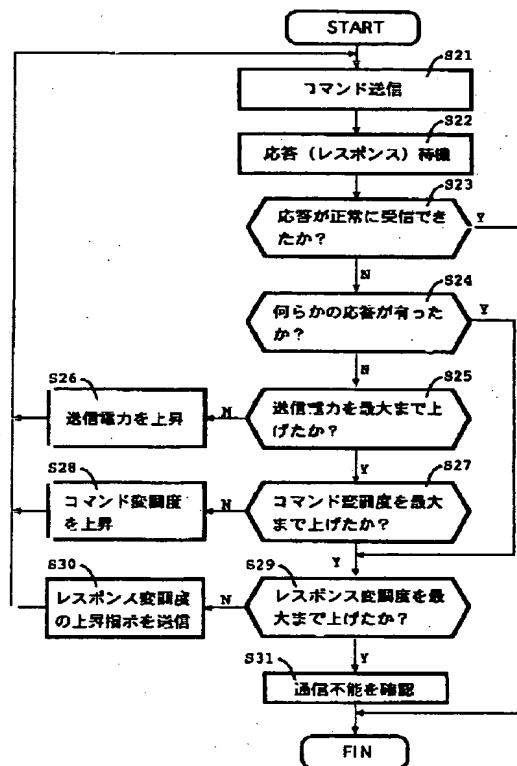 START
S21
コマンド送信
S22
応答（レスポンス）待機
S23
応答が正常に受信でき
たか？
Y
N
S24
何らかの応答が有った
か？
Y
N
S25
送信電力を最大まで上
げたか？
N
S26
送信電力を上昇
Y
S27
コマンド変調度を最大
まで上げたか？
N
S28
コマンド変調度
を上昇
Y
S29
レスポンス変調度を最
大まで上げたか？
N
S30
レスポンス変調度
の上昇指示を送信
Y
S31
通信不能を確認
FIN